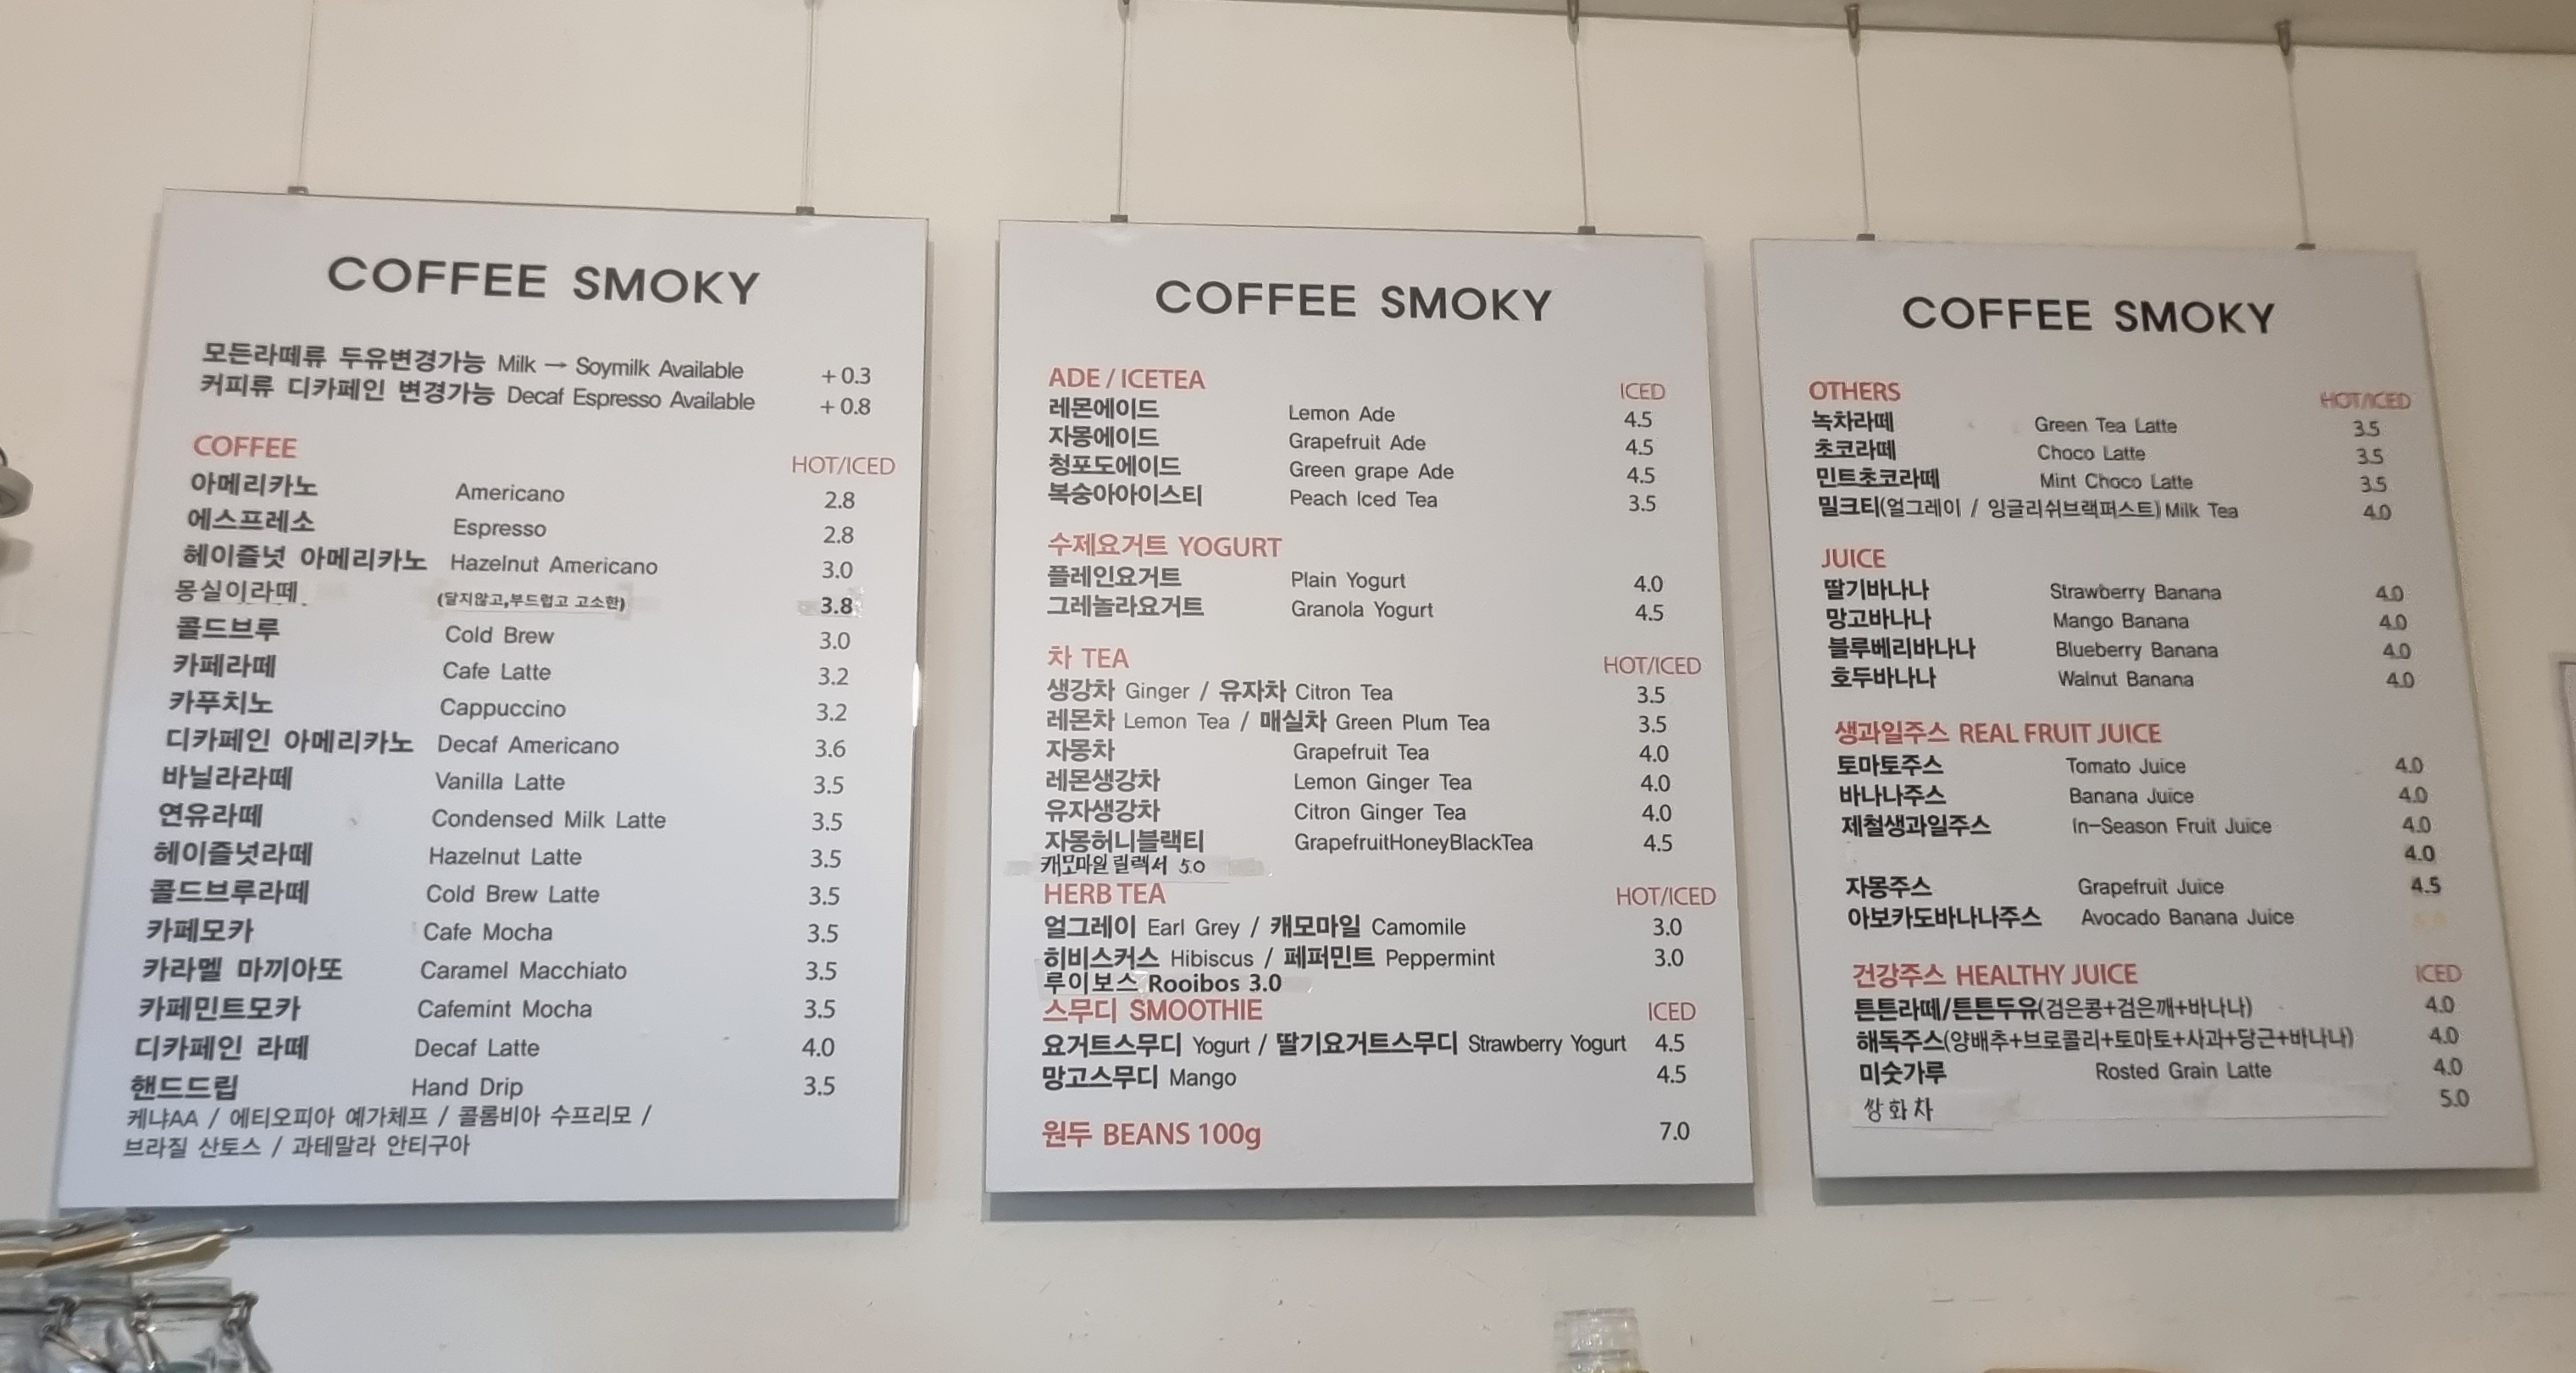 COFFEE SMOKY
모든라떼류 두유변경가능 Milk → Soymilk Available +0.3
커피류 디카페인 변경가능 Decaf Espresso Available +0.8
COFFEE HOT/ICED
아메리카노 Americano 2.8
에스프레소 Espresso 2.8
헤이즐넛 아메리카노 Hazelnut Americano 3.0
몽실이라떼 (달지않고,부드럽고 고소한) 3.8
콜드브루 Cold Brew 3.0
카페라떼 Cafe Latte 3.2
카푸치노 Cappuccino 3.2
디카페인 아메리카노 Decaf Americano 3.6
바닐라라떼 Vanilla Latte 3.5
연유라떼 Condensed Milk Latte 3.5
헤이즐넛라떼 Hazelnut Latte 3.5
콜드브루라떼 Cold Brew Latte 3.5
카페모카 Cafe Mocha 3.5
카라멜 마끼아또 Caramel Macchiato 3.5
카페민트모카 Cafemint Mocha 3.5
디카페인 라떼 Decaf Latte 4.0
핸드드립 Hand Drip 3.5
케냐AA / 에티오피아 예가체프 / 콜롬비아 수프리모 /
브라질 산토스 / 과테말라 안티구아
COFFEE SMOKY
ADE / ICETEA ICED
레몬에이드 Lemon Ade 4.5
자몽에이드 Grapefruit Ade 4.5
청포도에이드 Green grape Ade 4.5
복숭아아이스티 Peach Iced Tea 3.5
수제요거트 YOGURT
플레인요거트 Plain Yogurt 4.0
그레놀라요거트 Granola Yogurt 4.5
차 TEA HOT/ICED
생강차 Ginger / 유자차 Citron Tea 3.5
레몬차 Lemon Tea / 매실차 Green Plum Tea 3.5
자몽차 Grapefruit Tea 4.0
레몬생강차 Lemon Ginger Tea 4.0
유자생강차 Citron Ginger Tea 4.0
자몽허니블랙티 GrapefruitHoneyBlackTea 4.5
캐모마일 릴렉서 5.0
HERB TEA HOT/ICED
얼그레이 Earl Grey / 캐모마일 Camomile 3.0
히비스커스 Hibiscus / 페퍼민트 Peppermint 3.0
루이보스 Rooibos 3.0
스무디 SMOOTHIE ICED
요거트스무디 Yogurt / 딸기요거트스무디 Strawberry Yogurt 4.5
망고스무디 Mango 4.5
원두 BEANS 100g 7.0
COFFEE SMOKY
OTHERS HOT/ICED
녹차라떼 Green Tea Latte 3.5
초코라떼 Choco Latte 3.5
민트초코라떼 Mint Choco Latte 3.5
밀크티(얼그레이 / 잉글리쉬브랙퍼스트) Milk Tea 4.0
JUICE
딸기바나나 Strawberry Banana 4.0
망고바나나 Mango Banana 4.0
블루베리바나나 Blueberry Banana 4.0
호두바나나 Walnut Banana 4.0
생과일주스 REAL FRUIT JUICE
토마토주스 Tomato Juice 4.0
바나나주스 Banana Juice 4.0
제철생과일주스 In-Season Fruit Juice 4.0
4.0
자몽주스 Grapefruit Juice 4.5
아보카도바나나주스 Avocado Banana Juice
건강주스 HEALTHY JUICE ICED
튼튼라떼/튼튼두유(검은콩+검은깨+바나나) 4.0
해독주스(양배추+브로콜리+토마토+사과+당근+바나나) 4.0
미숫가루 Rosted Grain Latte 4.0
쌍화차 5.0